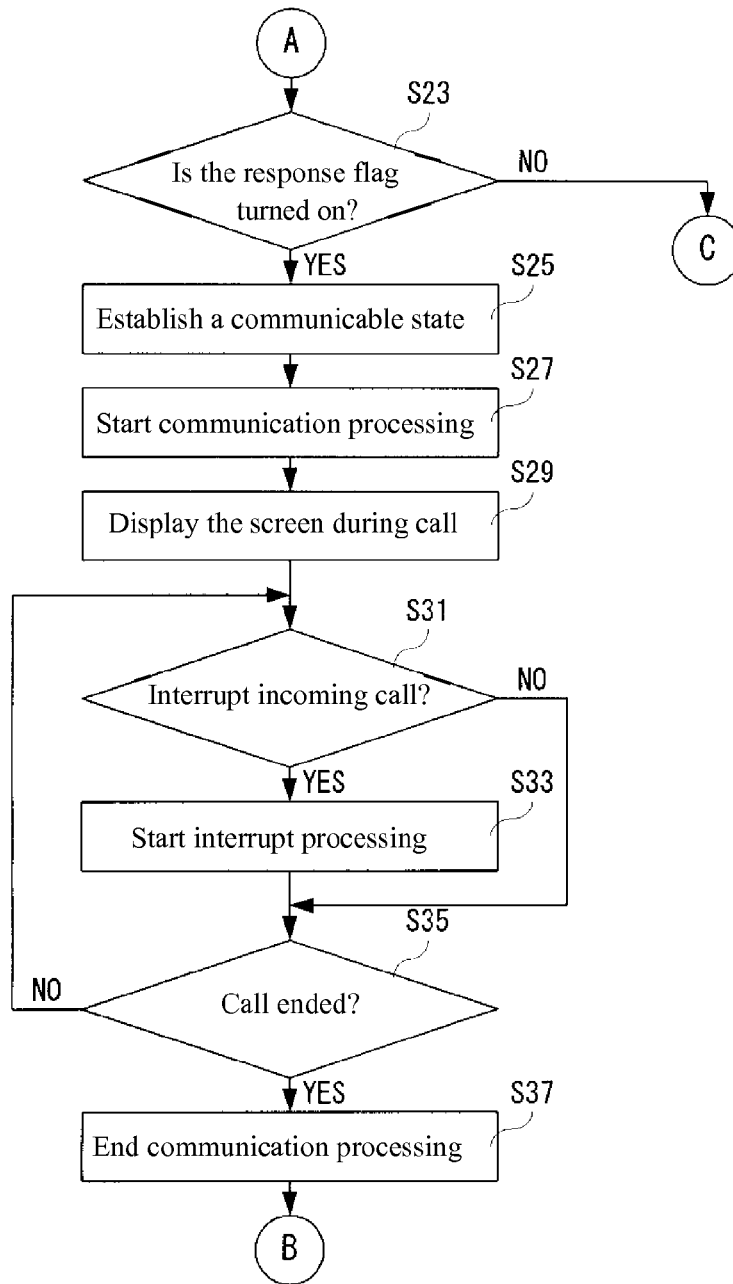 A
S23
Is the response flag
turned on?
NO
C
YES
S25
Establish a communicable state
S27
Start communication processing
S29
Display the screen during call
S31
Interrupt incoming call?
NO
YES
S33
Start interrupt processing
S35
Call ended?
NO
YES
S37
End communication processing
B